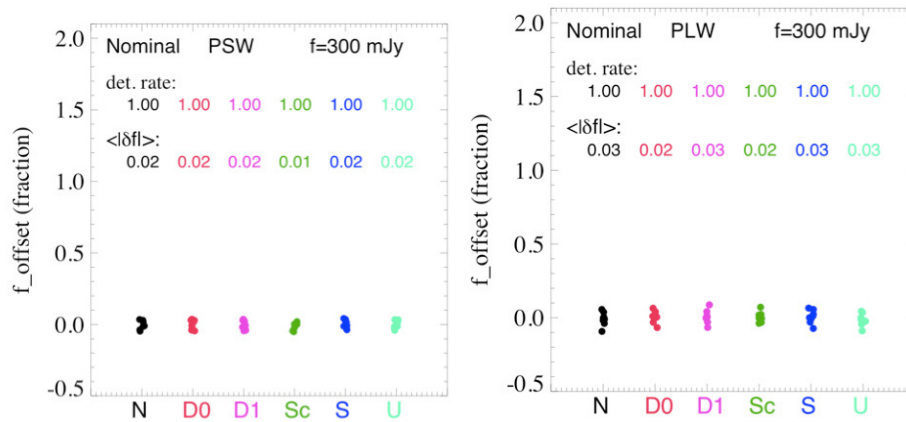 2.0
Nominal PSW f=300 mJy
det. rate:
1.5
1.00 1.00 1.00 1.00 1.00 1.00
<|δf|>:
0.02 0.02 0.02 0.01 0.02 0.02
1.0
f_offset (fraction)
0.5
0.0
-0.5
N D0 D1 Sc S U
2.0
Nominal PLW f=300 mJy
det. rate:
1.5
1.00 1.00 1.00 1.00 1.00 1.00
<|δf|>:
0.03 0.02 0.03 0.02 0.03 0.03
1.0
f_offset (fraction)
0.5
0.0
-0.5
N D0 D1 Sc S U